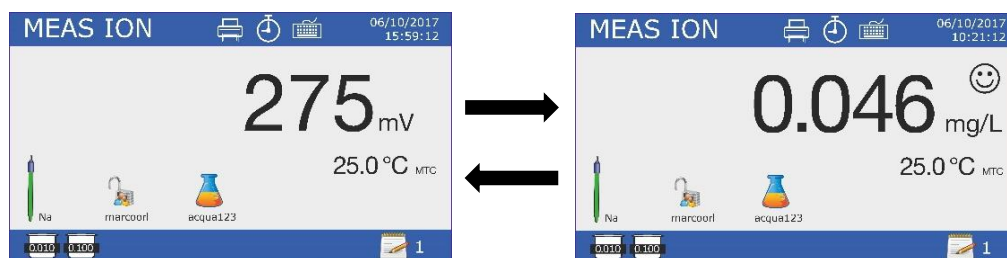 MEAS ION
06/10/2017
15:59:12
275 mV
25.0 °C MTC
Na
marcoorl
acqua123
0.010 0.100
1
MEAS ION
06/10/2017
10:21:12
0.046 mg/L
25.0 °C MTC
Na
marcoorl
acqua123
0.010 0.100
1